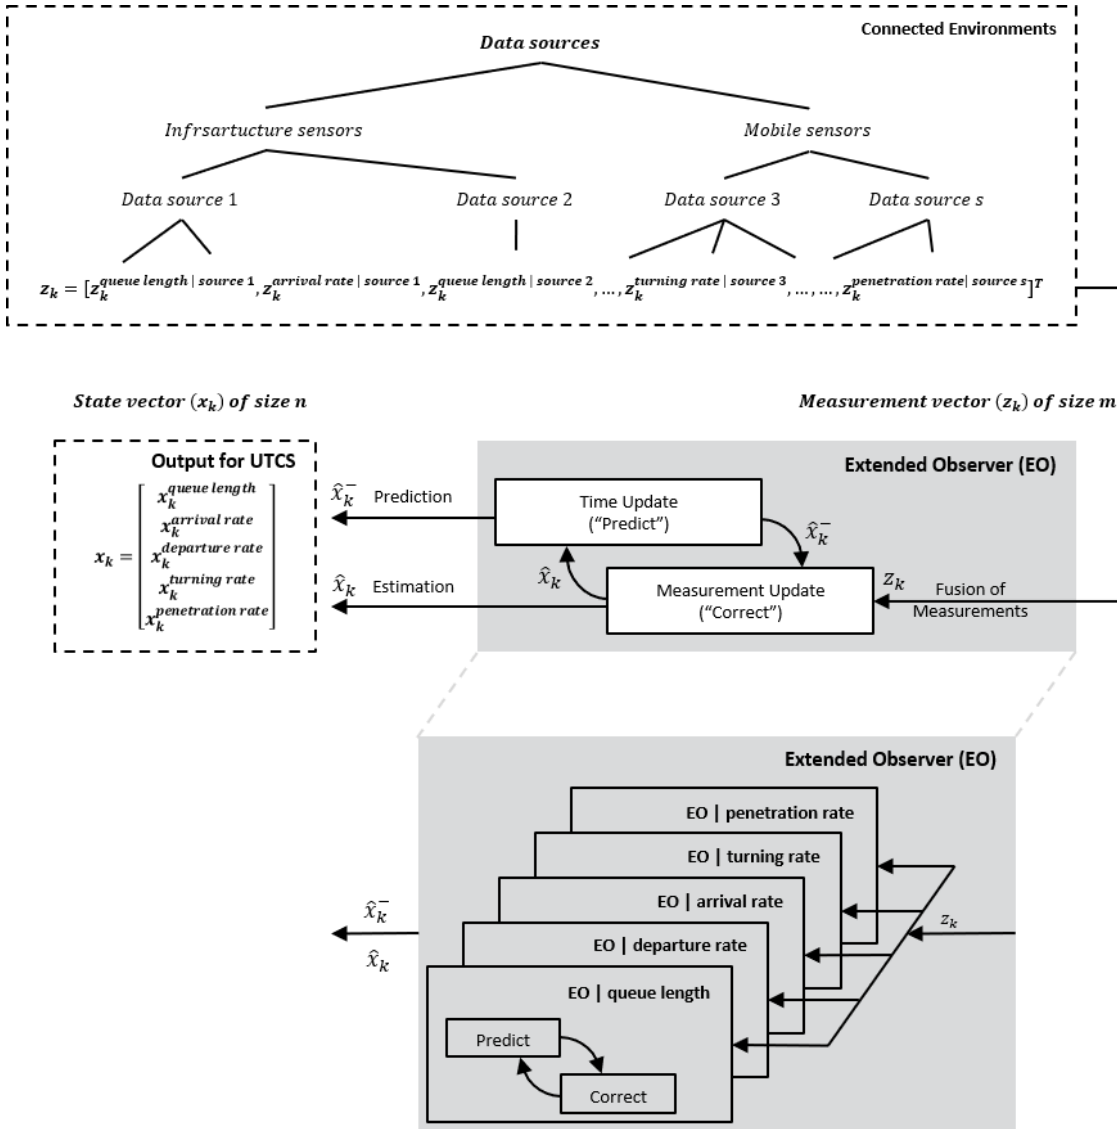 Connected Environments
Data sources
Infrsartucture sensors Mobile sensors
Data source 1 Data source 2 Data source 3 Data source s
z_k = [z_k^{queue length | source 1}, z_k^{arrival rate | source 1}, z_k^{queue length | source 2}, ..., z_k^{turning rate | source 3}, ..., ..., z_k^{penetration rate| source s}]^T
State vector (x_k) of size n
Measurement vector (z_k) of size m
Output for UTCS
x_k =
x_k^{queue length}
x_k^{arrival rate}
x_k^{departure rate}
x_k^{turning rate}
x_k^{penetration rate}
Extended Observer (EO)
x̂_k^- Prediction
Time Update
("Predict")
x̂_k^-
x̂_k
x̂_k Estimation
Measurement Update
("Correct")
z_k
Fusion of
Measurements
Extended Observer (EO)
EO | penetration rate
EO | turning rate
EO | arrival rate
EO | departure rate
EO | queue length
Predict
Correct
x̂_k^-
x̂_k
z_k